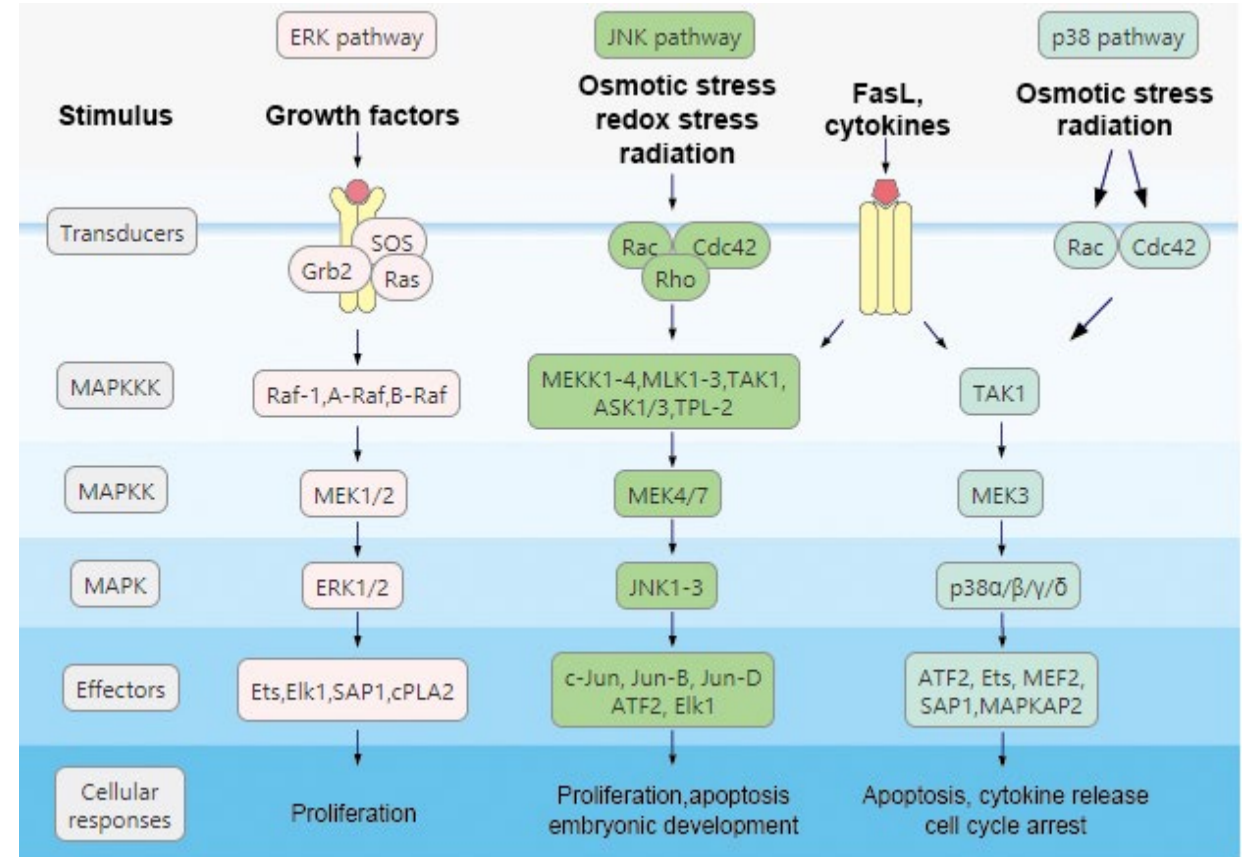 ERK pathway
JNK pathway
p38 pathway
Stimulus
Growth factors
Osmotic stress
redox stress
radiation
FasL,
cytokines
Osmotic stress
radiation
Transducers
SOS
Grb2
Ras
Rac
Cdc42
Rho
Rac
Cdc42
MAPKKK
Raf-1,A-Raf,B-Raf
MEKK1-4,MLK1-3,TAK1,
ASK1/3,TPL-2
TAK1
MAPKK
MEK1/2
MEK4/7
MEK3
MAPK
ERK1/2
JNK1-3
p38α/β/γ/δ
Effectors
Ets,Elk1,SAP1,cPLA2
c-Jun, Jun-B, Jun-D
ATF2, Elk1
ATF2, Ets, MEF2,
SAP1,MAPKAP2
Cellular
responses
Proliferation
Proliferation,apoptosis
embryonic development
Apoptosis, cytokine release
cell cycle arrest